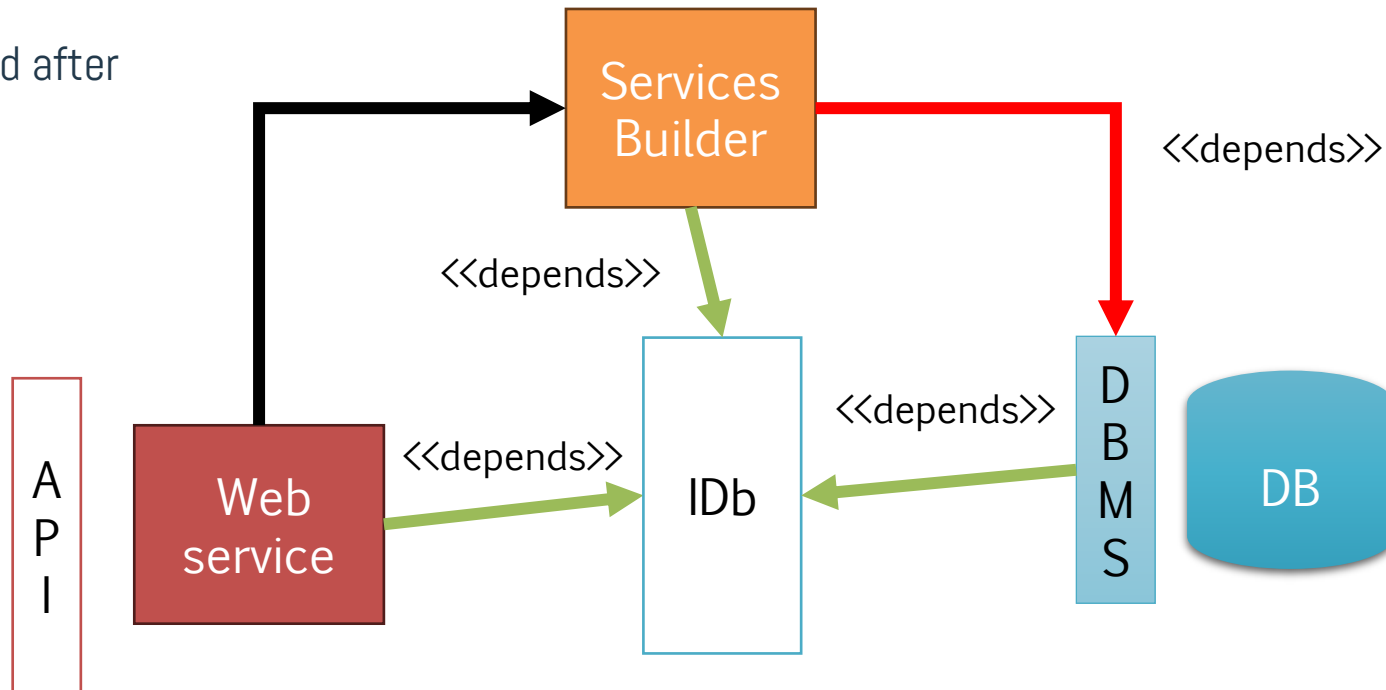 d after
Services
Builder
<<depends>>
<<depends>>
<<depends>>
<<depends>>
A
P
I
Web
service
IDb
D
B
M
S
DB